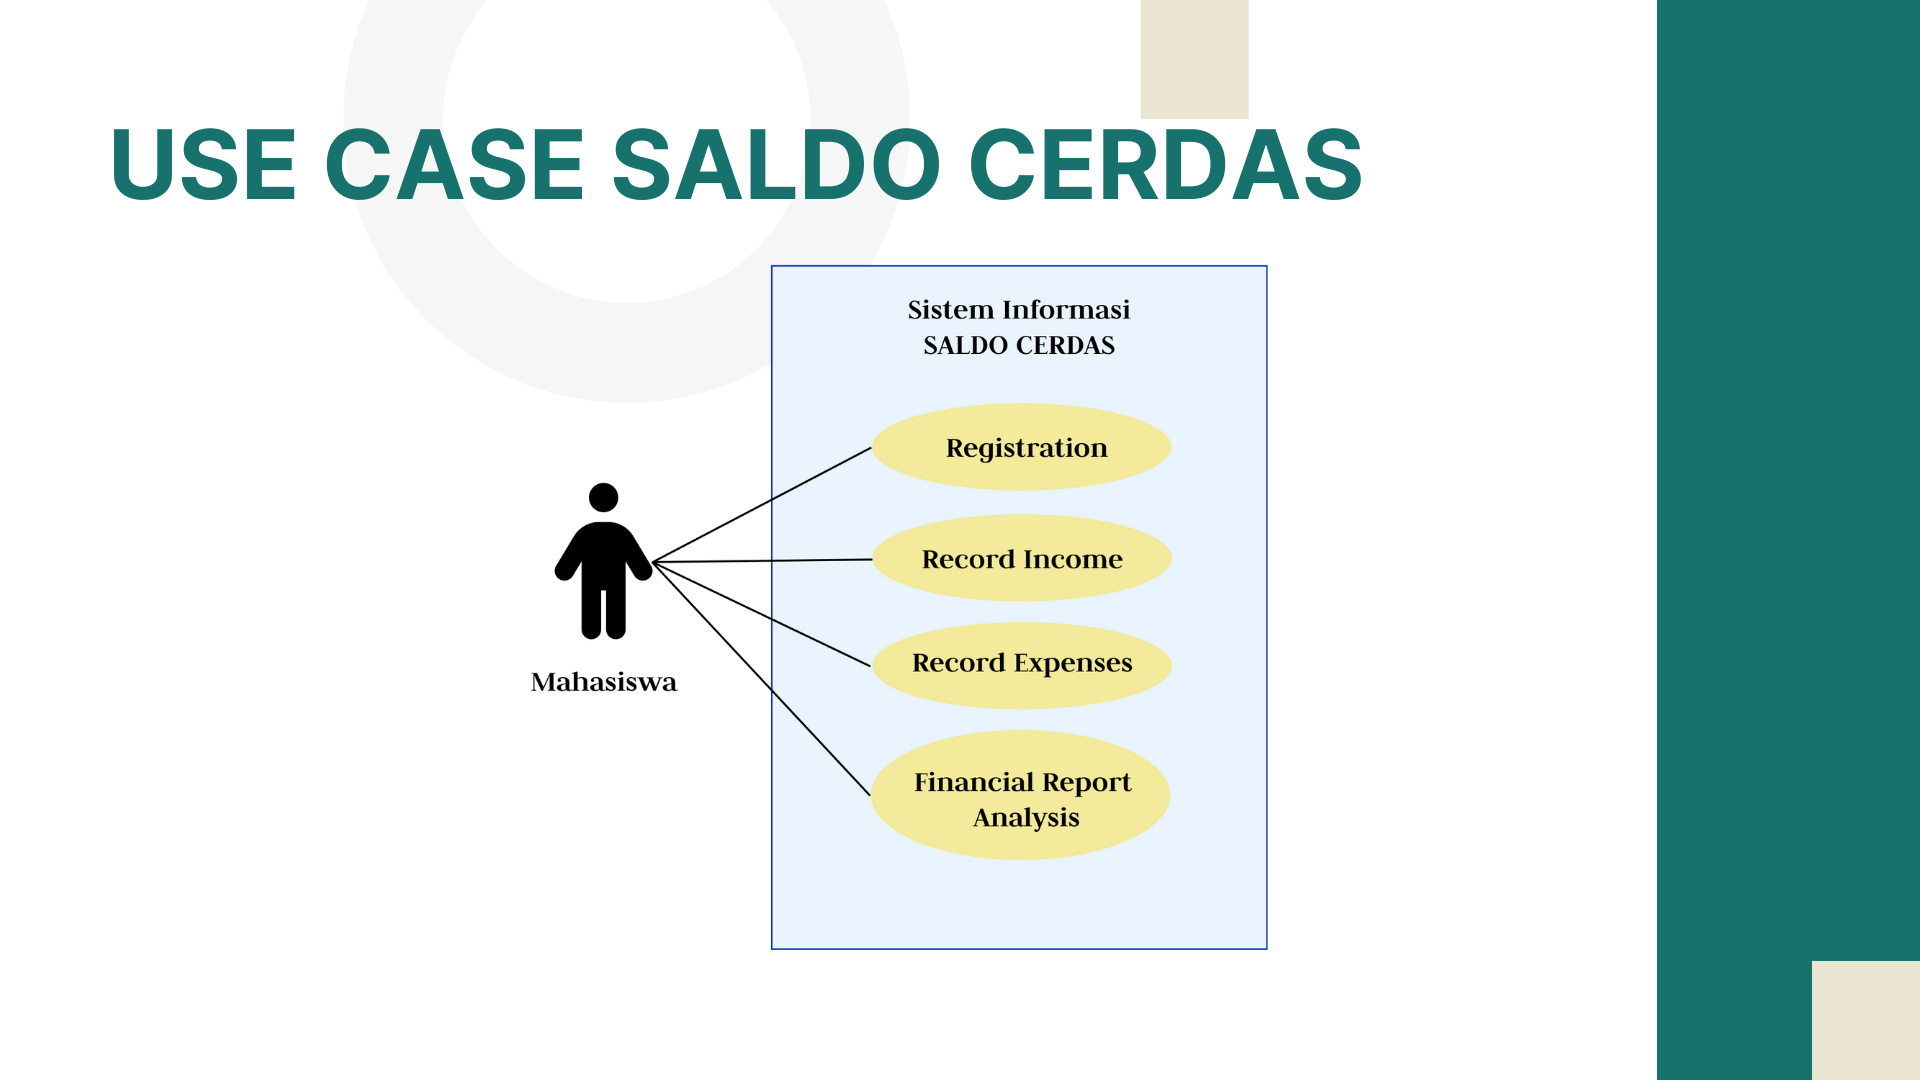 USE CASE SALDO CERDAS
Sistem Informasi
SALDO CERDAS
Registration
Record Income
Record Expenses
Financial Report
Analysis
Mahasiswa